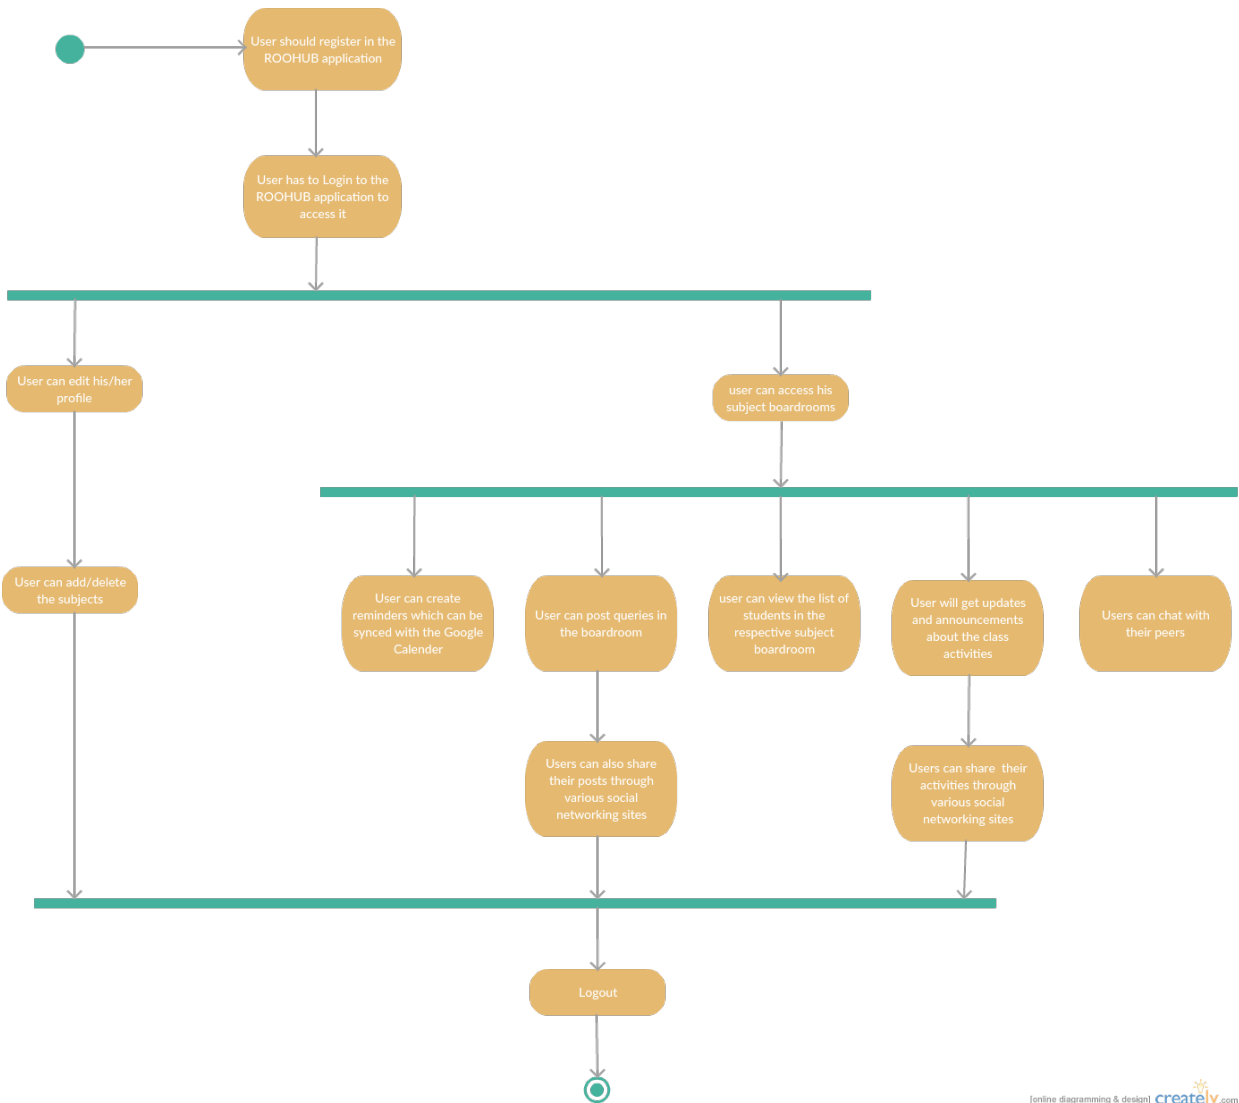 User should register in the
ROOHUB application
User has to Login to the
ROOHUB application to
access it
User can edit his/her
profile
user can access his
subject boardrooms
User can add/delete
the subjects
User can create
reminders which can be
synced with the Google
Calender
User can post queries in
the boardroom
user can view the list of
students in the
respective subject
boardroom
User will get updates
and announcements
about the class
activities
Users can chat with
their peers
Users can also share
their posts through
various social
networking sites
Users can share their
activities through
various social
networking sites
Logout
[online diagramming & design] creately.com